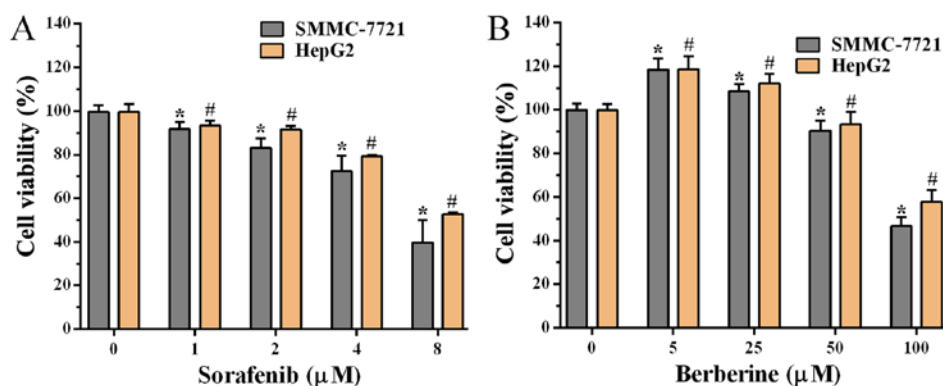 A
SMMC-7721
HepG2
Cell viability (%)
140
120
100
80
60
40
20
0
* # * # * # * #
0 1 2 4 8
Sorafenib (μM)
B
SMMC-7721
HepG2
Cell viability (%)
140
120
100
80
60
40
20
0
* # * # * # * #
0 5 25 50 100
Berberine (μM)